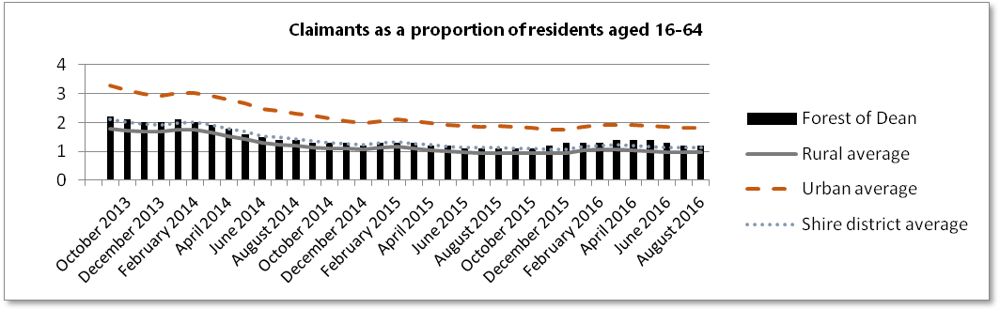 Claimants as a proportion of residents aged 16-64
4
3
2
1
0
October 2013
December 2013
February 2014
April 2014
June 2014
August 2014
October 2014
December 2014
February 2015
April 2015
June 2015
August 2015
October 2015
December 2015
February 2016
April 2016
June 2016
August 2016
Forest of Dean
Rural average
Urban average
Shire district average